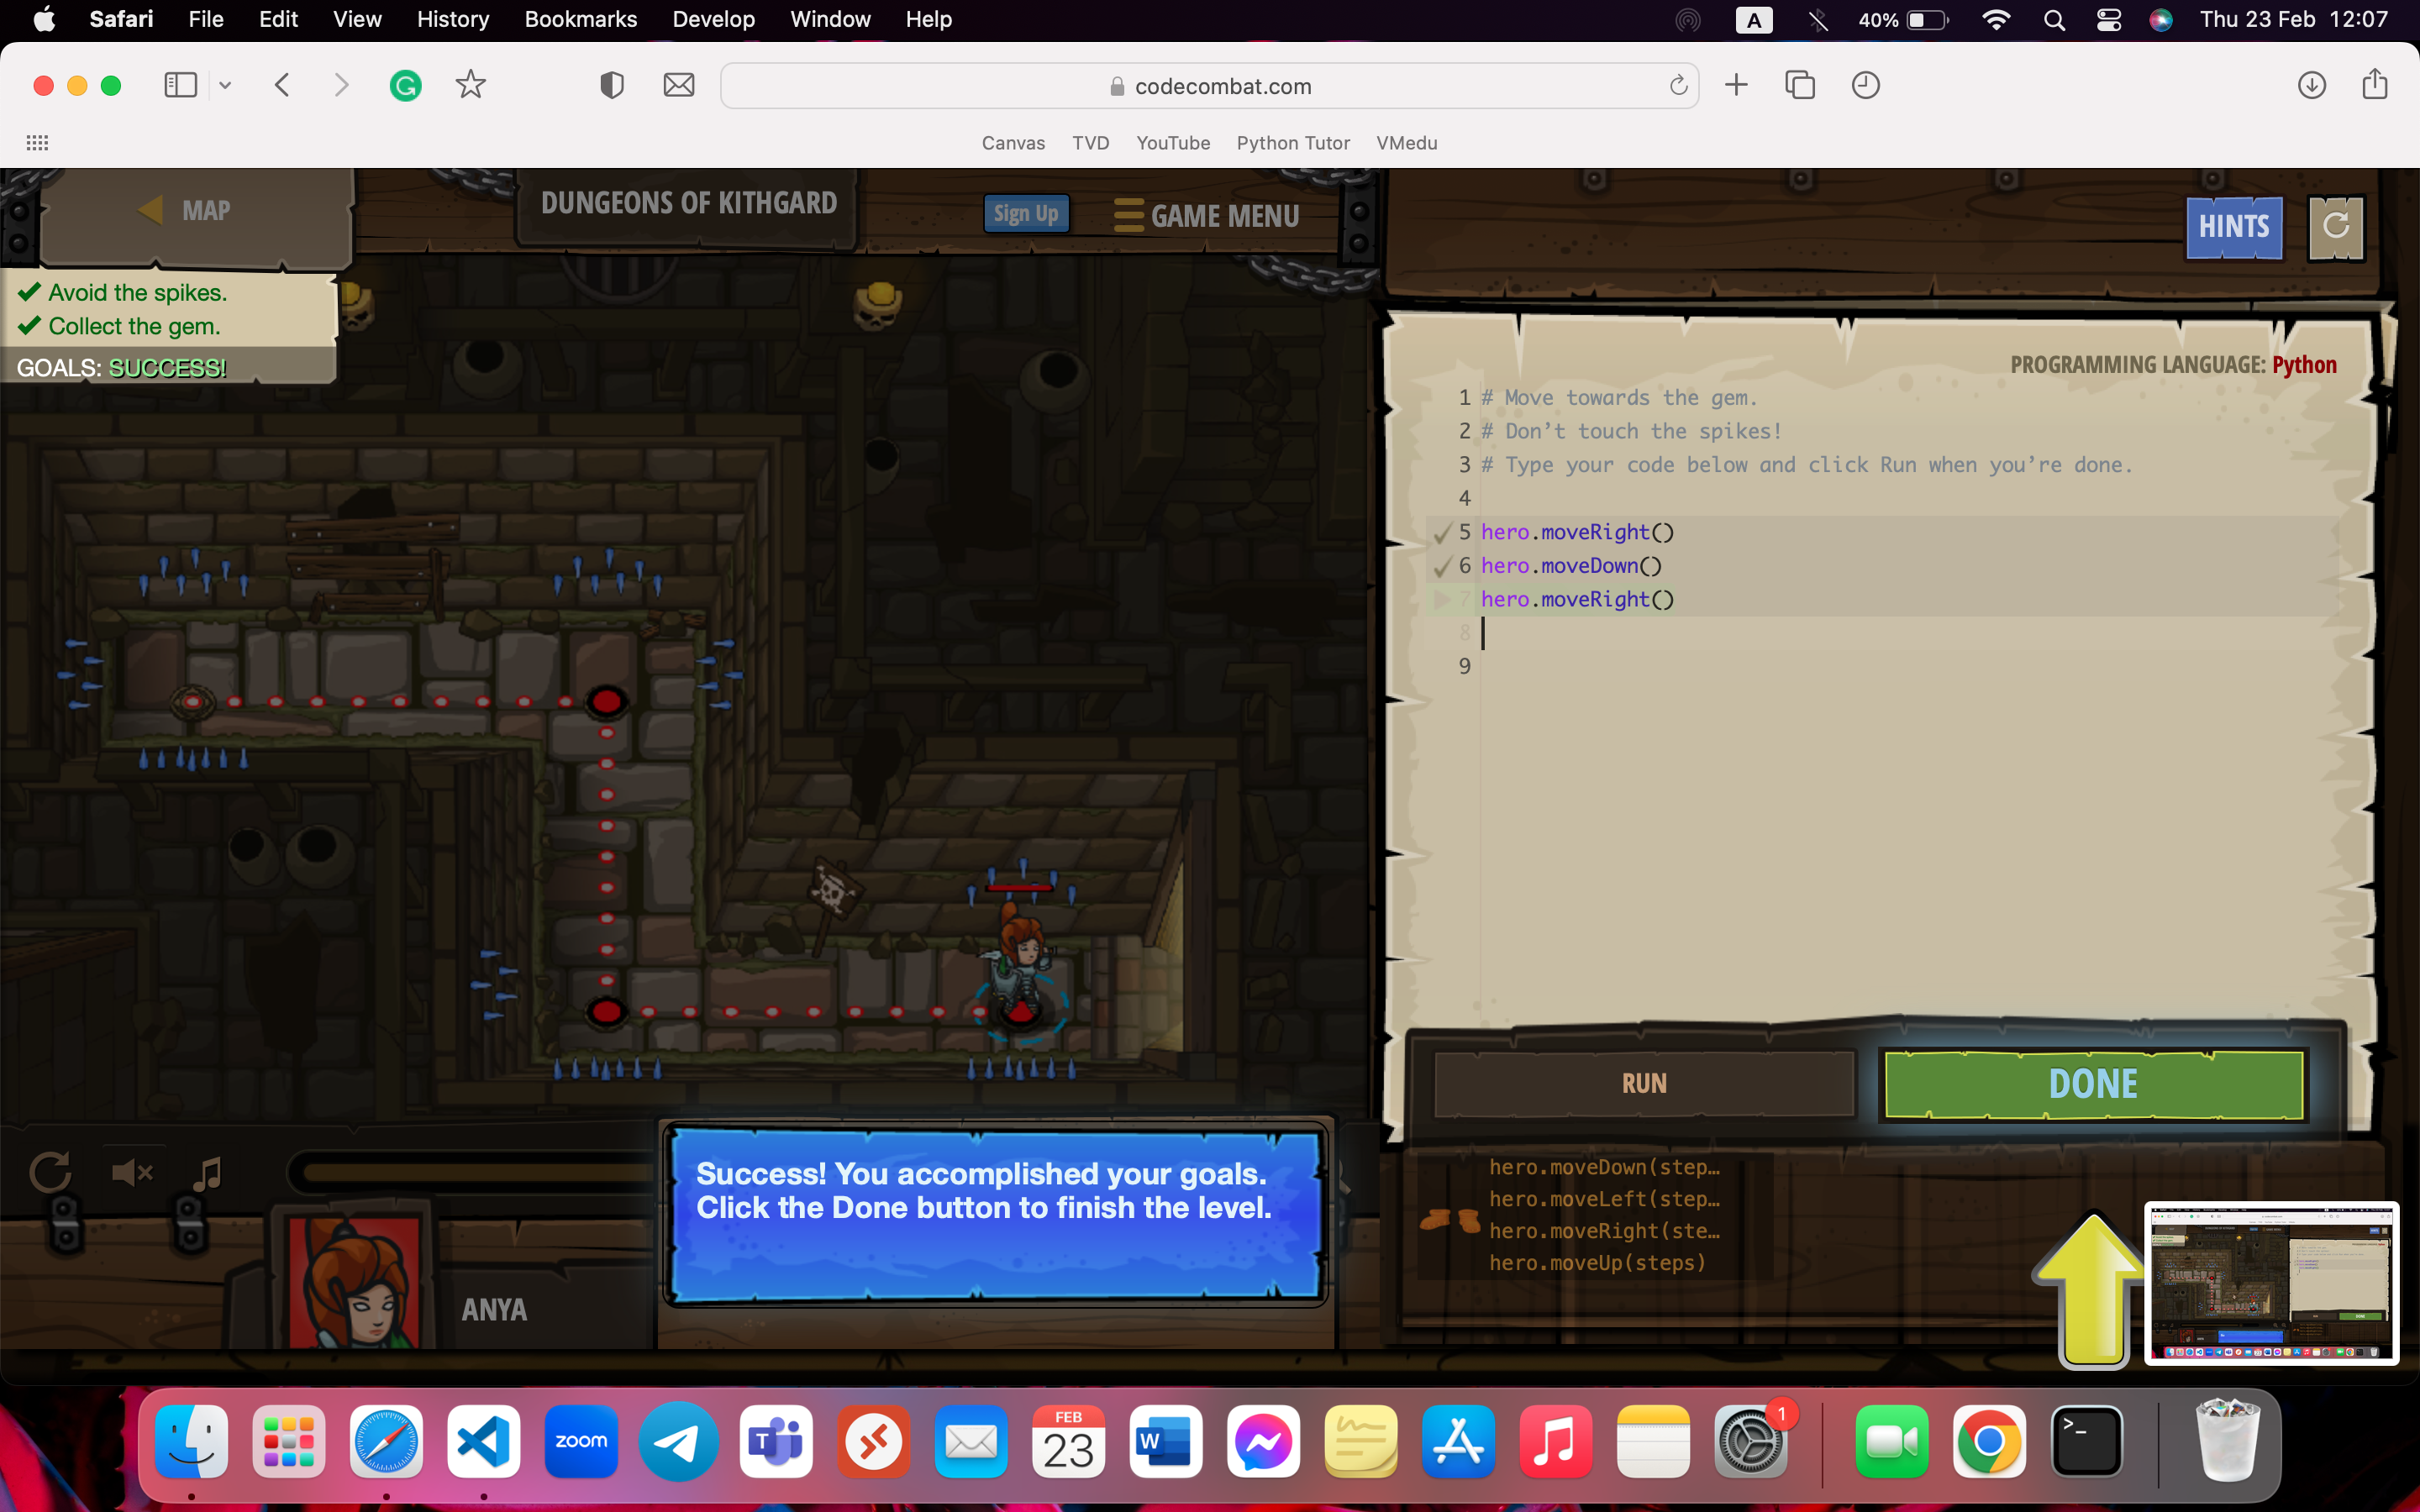 Safari File Edit View History Bookmarks Develop Window Help A 40% Thu 23 Feb 12:07
codecombat.com
Canvas TVD YouTube Python Tutor VMedu
MAP
DUNGEONS OF KITHGARD
Sign Up
GAME MENU
HINTS
Avoid the spikes.
Collect the gem.
GOALS: SUCCESS!
PROGRAMMING LANGUAGE: Python
1 # Move towards the gem.
2 # Don’t touch the spikes!
3 # Type your code below and click Run when you’re done.
4
5 hero.moveRight()
6 hero.moveDown()
7 hero.moveRight()
8
9
RUN
DONE
Success! You accomplished your goals.
Click the Done button to finish the level.
hero.moveDown(step…
hero.moveLeft(step…
hero.moveRight(ste…
hero.moveUp(steps)
ANYA
zoom
T
FEB
23
W
1
>_